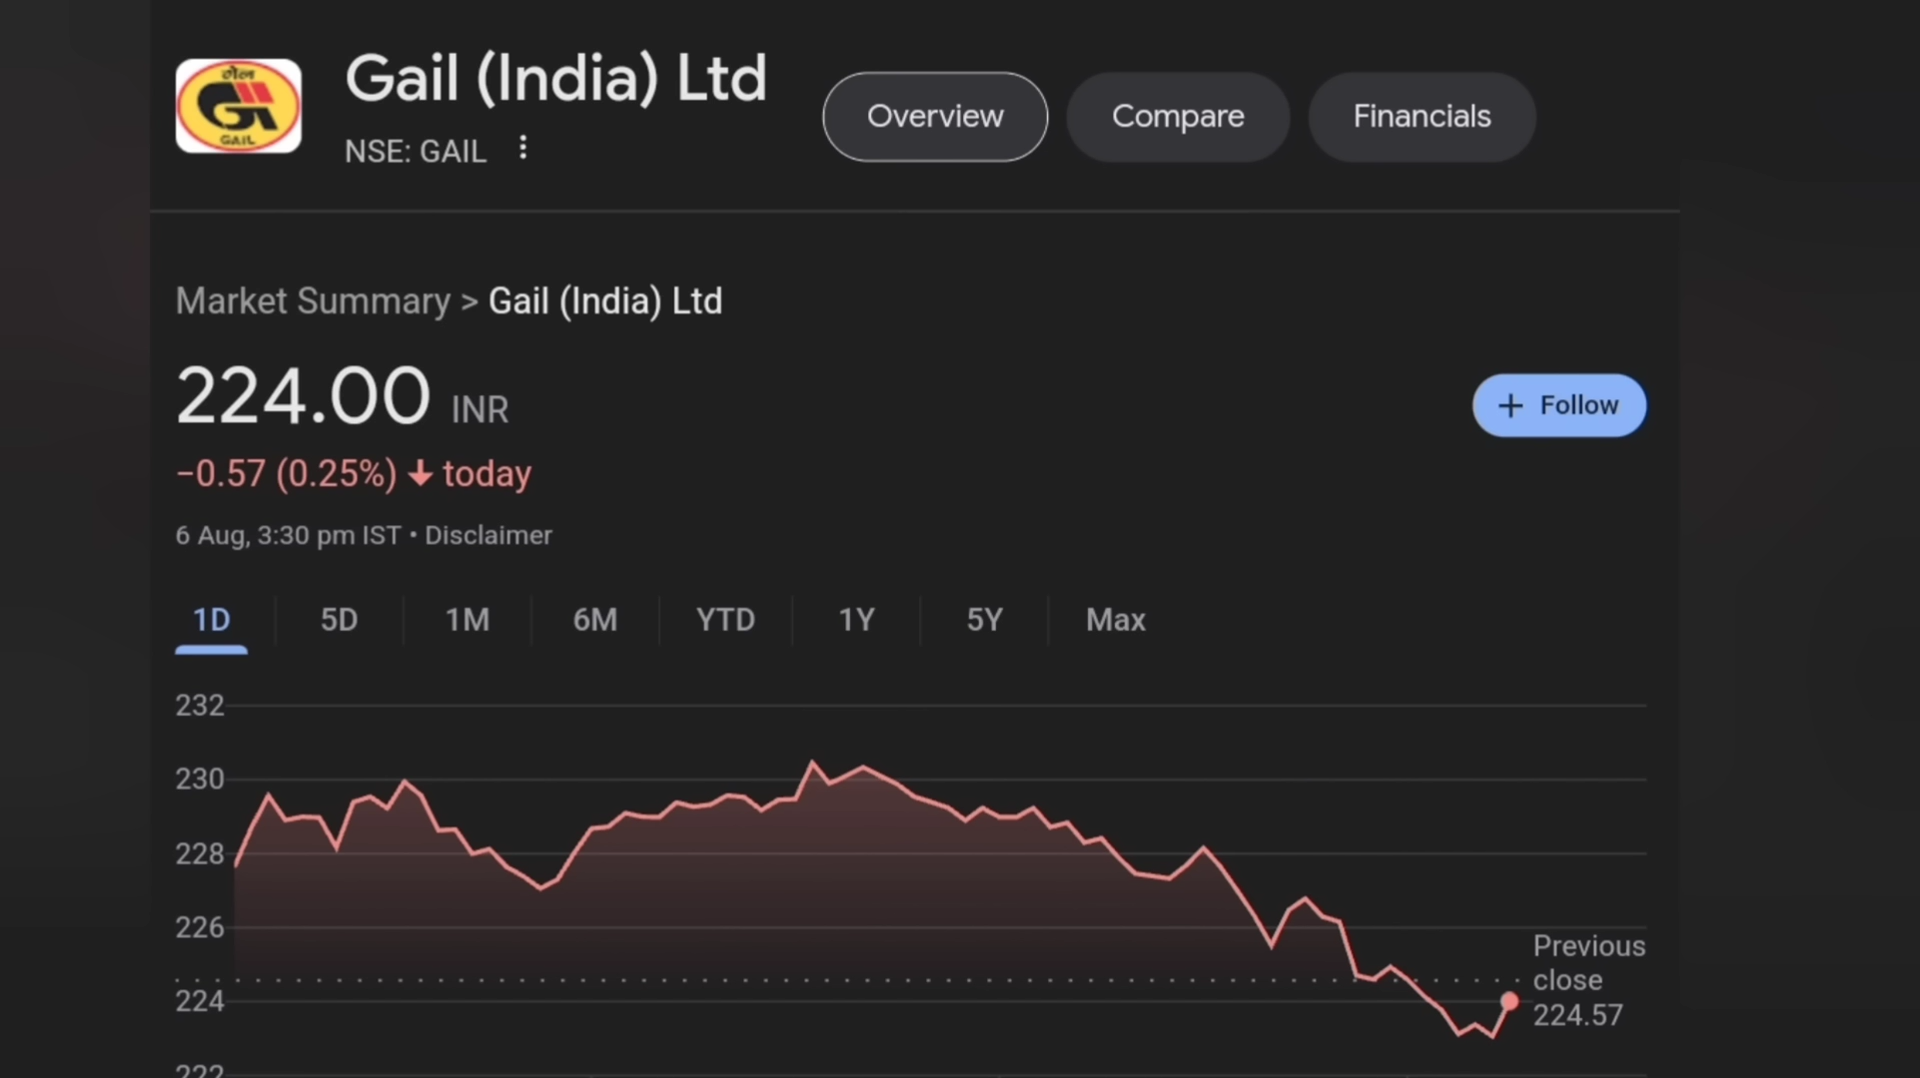 गेल
GAIL
Gail (India) Ltd
NSE: GAIL
Overview
Compare
Financials
Market Summary > Gail (India) Ltd
224.00 INR
+ Follow
−0.57 (0.25%) ↓ today
6 Aug, 3:30 pm IST • Disclaimer
1D 5D 1M 6M YTD 1Y 5Y Max
232
230
228
226
224
222
Previous
close
224.57